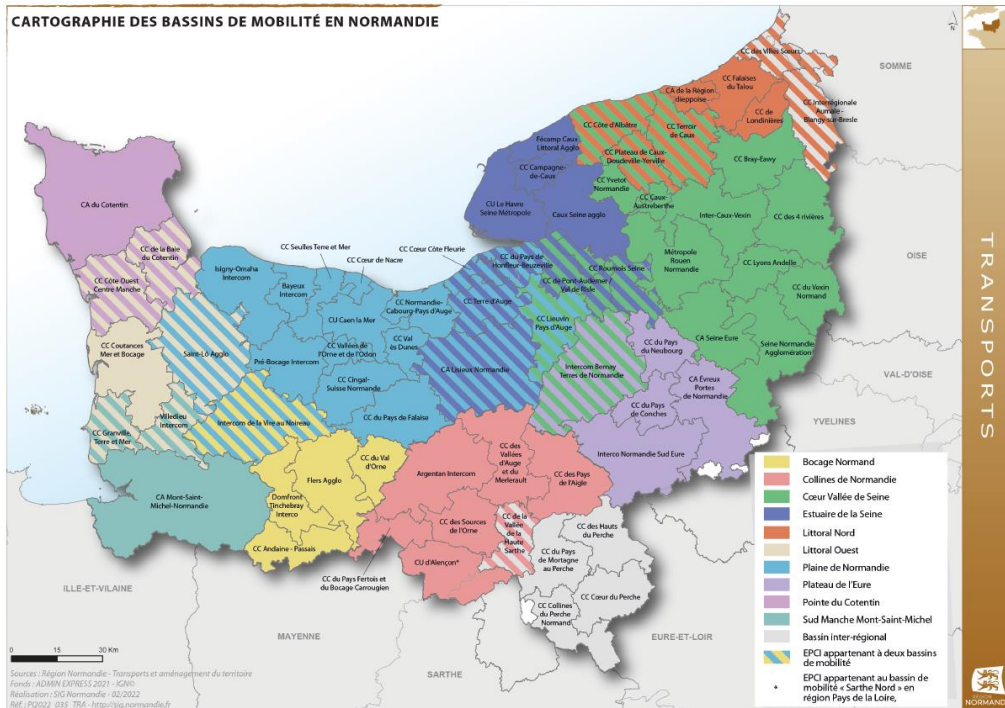 CARTOGRAPHIE DES BASSINS DE MOBILITÉ EN NORMANDIE
TRANSPORTS
SOMME
OISE
VAL-D'OISE
YVELINES
EURE-ET-LOIR
SARTHE
MAYENNE
ILLE-ET-VILAINE
CC des Villes Sœurs
CC Falaises
du Talou
CA de la Région
dieppoise
CC de
Londinières
CC Interrégionale
Aumale -
Blangy-sur-Bresle
CC Côte d'Albâtre
CC Terroir
de Caux
Fécamp Caux
Littoral Agglo
CC Plateau de Caux-
Doudeville-Yerville
CC Campagne-
de-Caux
CC Yvetot
Normandie
CC Bray-Eawy
CC Caux-
Austreberthe
CU Le Havre
Seine Métropole
Caux Seine agglo
Inter-Caux-Vexin
CC des 4 rivières
Métropole
Rouen
Normandie
CC Lyons Andelle
CC du Vexin
Normand
CA Seine Eure
Seine Normandie
Agglomération
CA du Cotentin
CC de la Baie
du Cotentin
CC Côte Ouest
Centre Manche
CC Seulles Terre et Mer
CC Cœur de Nacre
CC Cœur Côte Fleurie
CC du Pays de
Honfleur-Beuzeville
CC Roumois Seine
CC de Pont-Audemer /
Val de Risle
Isigny-Omaha
Intercom
Bayeux
Intercom
CC Normandie-
Cabourg-Pays d'Auge
CC Terre d'Auge
CU Caen la Mer
CC Lieuvin
Pays d'Auge
CC Val
ès Dunes
CC Coutances
Mer et Bocage
Saint-Lô Agglo
Pré-Bocage Intercom
CC Vallées de
l'Orne et de l'Odon
CA Lisieux Normandie
Intercom Bernay
Terres de Normandie
CC du Pays
du Neubourg
CC Cingal-
Suisse Normande
CA Évreux
Portes
de Normandie
CC du Pays
de Conches
Interco Normandie Sud Eure
CC Granville,
Terre et Mer
Villedieu
Intercom
Intercom de la Vire au Noireau
CC du Pays de Falaise
CC du Val
d'Orne
Argentan Intercom
CC des
Vallées
d'Auge
et du
Merlerault
CC des Pays
de l'Aigle
CA Mont-Saint-
Michel-Normandie
Flers Agglo
Domfront
Tinchebray
Interco
CC Andaine - Passais
CC des Sources
de l'Orne
CC de la
Vallée
de la
Haute
Sarthe
CU d'Alençon*
CC du Pays Fertois et
du Bocage Carrougien
CC des Hauts
du Perche
CC du Pays
de Mortagne
au Perche
CC Cœur du Perche
CC Collines
du Perche
Normand
Bocage Normand
Collines de Normandie
Cœur Vallée de Seine
Estuaire de la Seine
Littoral Nord
Littoral Ouest
Plaine de Normandie
Plateau de l'Eure
Pointe du Cotentin
Sud Manche Mont-Saint-Michel
Bassin inter-régional
EPCI appartenant à deux bassins
de mobilité
* EPCI appartenant au bassin de
mobilité « Sarthe Nord » en
région Pays de la Loire,
0 15 30 Km
Sources : Région Normandie - Transports et aménagement du territoire
Fonds : ADMIN EXPRESS 2021 - IGN©
Réalisation : SIG Normandie - 02/2022
Réf. : PI2022_035_TRA - http://sig.normandie.fr
RÉGION
NORMANDIE